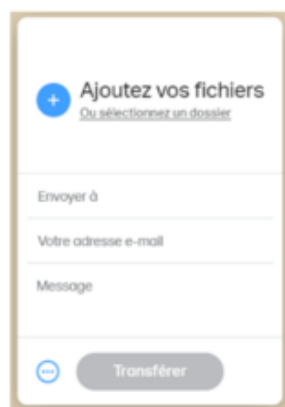 Ajoutez vos fichiers
Ou sélectionnez un dossier
Envoyer à
Votre adresse e-mail
Message
Transférer